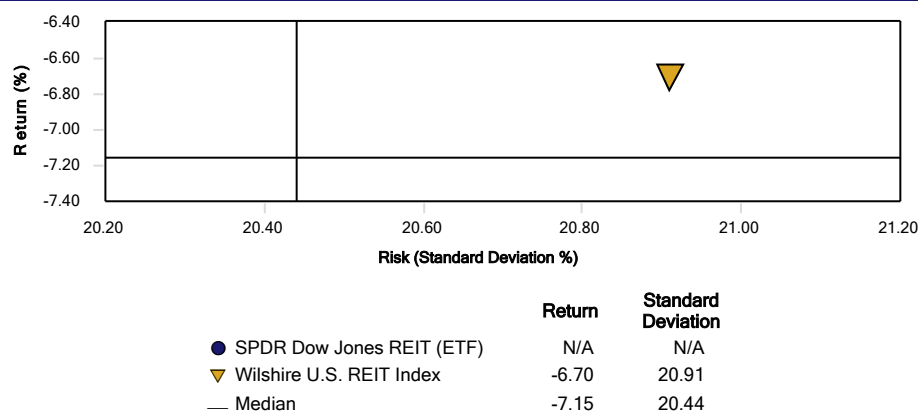 -6.40
-6.60
-6.80
-7.00
-7.20
-7.40
Return (%)
20.20 20.40 20.60 20.80 21.00 21.20
Risk (Standard Deviation %)
Return Standard Deviation
SPDR Dow Jones REIT (ETF) N/A N/A
Wilshire U.S. REIT Index -6.70 20.91
Median -7.15 20.44